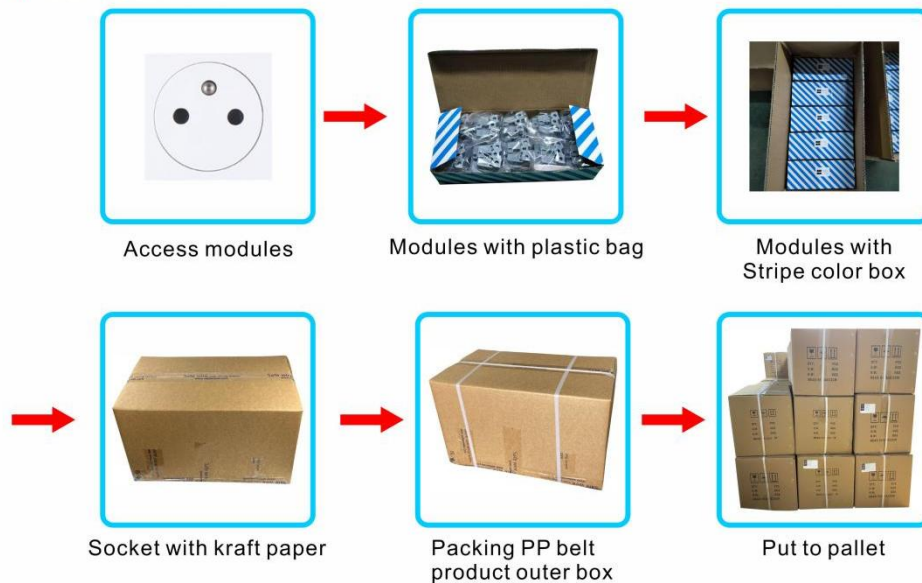 Access modules
Modules with plastic bag
Modules with
Stripe color box
Socket with kraft paper
Packing PP belt
product outer box
Put to pallet